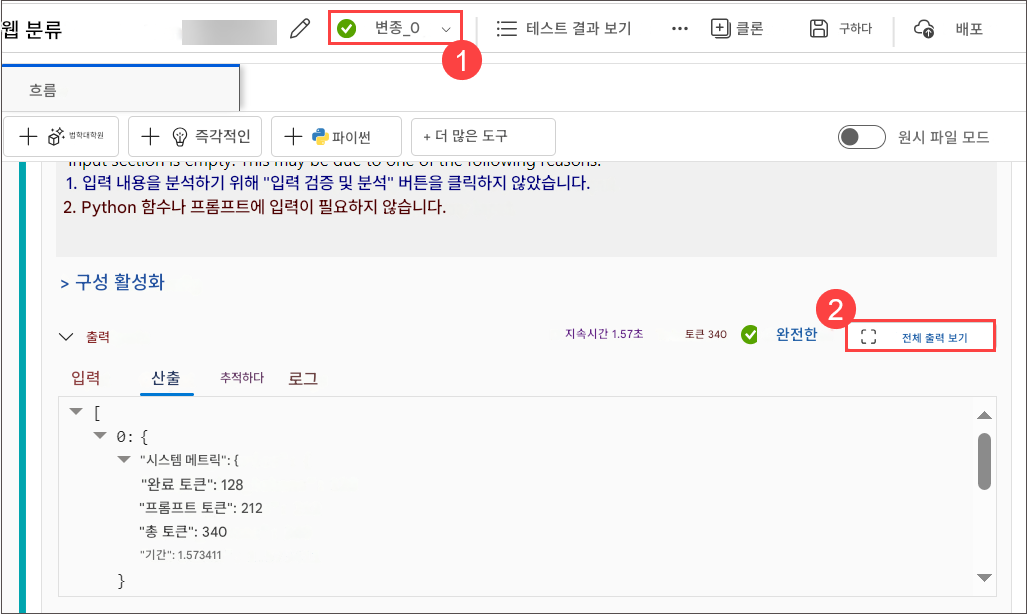 웹 분류
변종_0
테스트 결과 보기
클론
구하다
배포
1
흐름
법학대학원
즉각적인
파이썬
+ 더 많은 도구
원시 파일 모드
Input section is empty. This may be due to one of the following reasons:
1. 입력 내용을 분석하기 위해 "입력 검증 및 분석" 버튼을 클릭하지 않았습니다.
2. Python 함수나 프롬프트에 입력이 필요하지 않습니다.
> 구성 활성화
2
출력
지속시간 1.57초
토큰 340
완전한
전체 출력 보기
입력
산출
추적하다
로그
[
0: {
"시스템 메트릭": {
"완료 토큰": 128
"프롬프트 토큰": 212
"총 토큰": 340
"기간": 1.573411
}